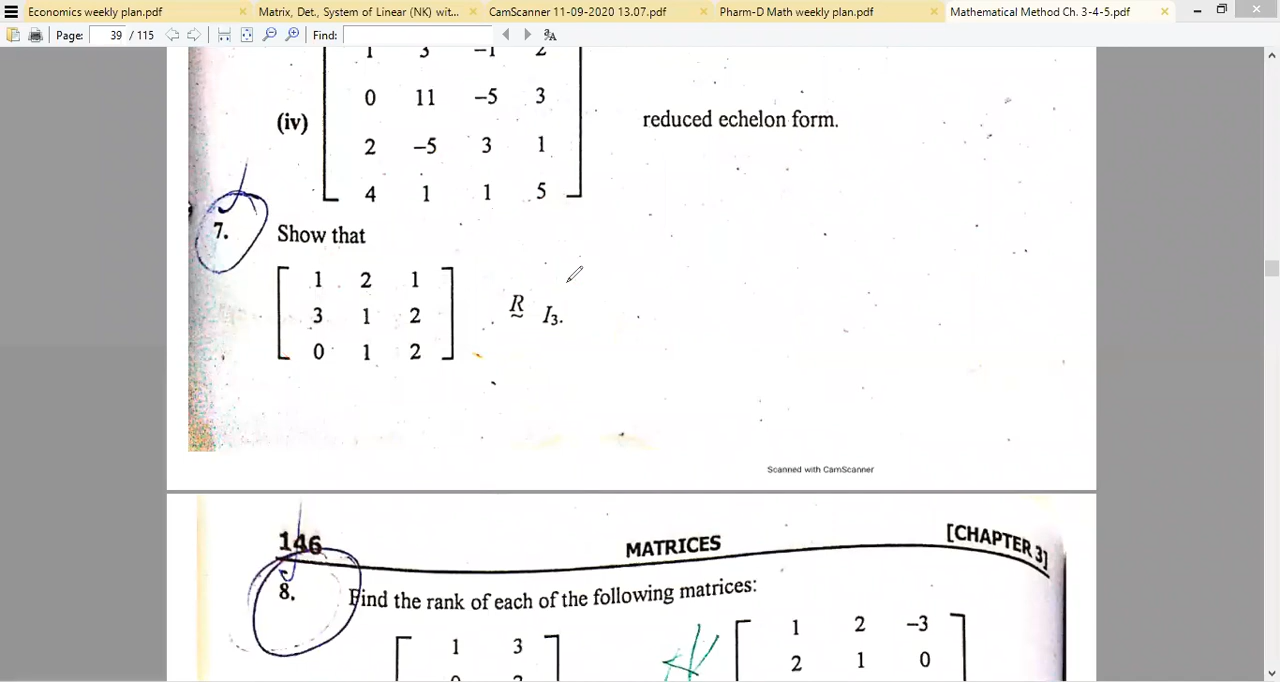 Economics weekly plan.pdf Matrix, Det., System of Linear (NK) wit... CamScanner 11-09-2020 13.07.pdf Pharm-D Math weekly plan.pdf Mathematical Method Ch. 3-4-5.pdf
Page: 39 / 115 Find:
1 3 -1 2
0 11 -5 3
(iv) reduced echelon form.
2 -5 3 1
4 1 1 5
7. Show that
1 2 1
3 1 2 R ~ I3.
0 1 2
Scanned with CamScanner
146 MATRICES [CHAPTER 3]
8. Find the rank of each of the following matrices:
1 3 1 2 -3
2 1 0